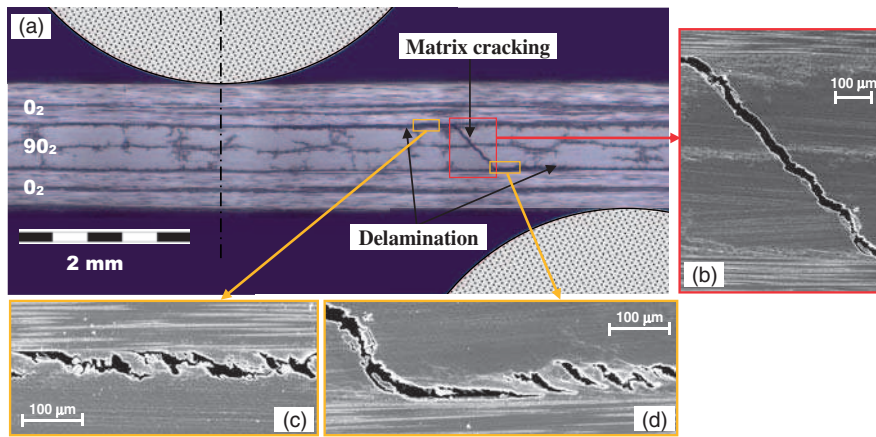 (a)
Matrix cracking
0₂
90₂
0₂
Delamination
2 mm
100 µm
(b)
100 µm
(c)
100 µm
(d)